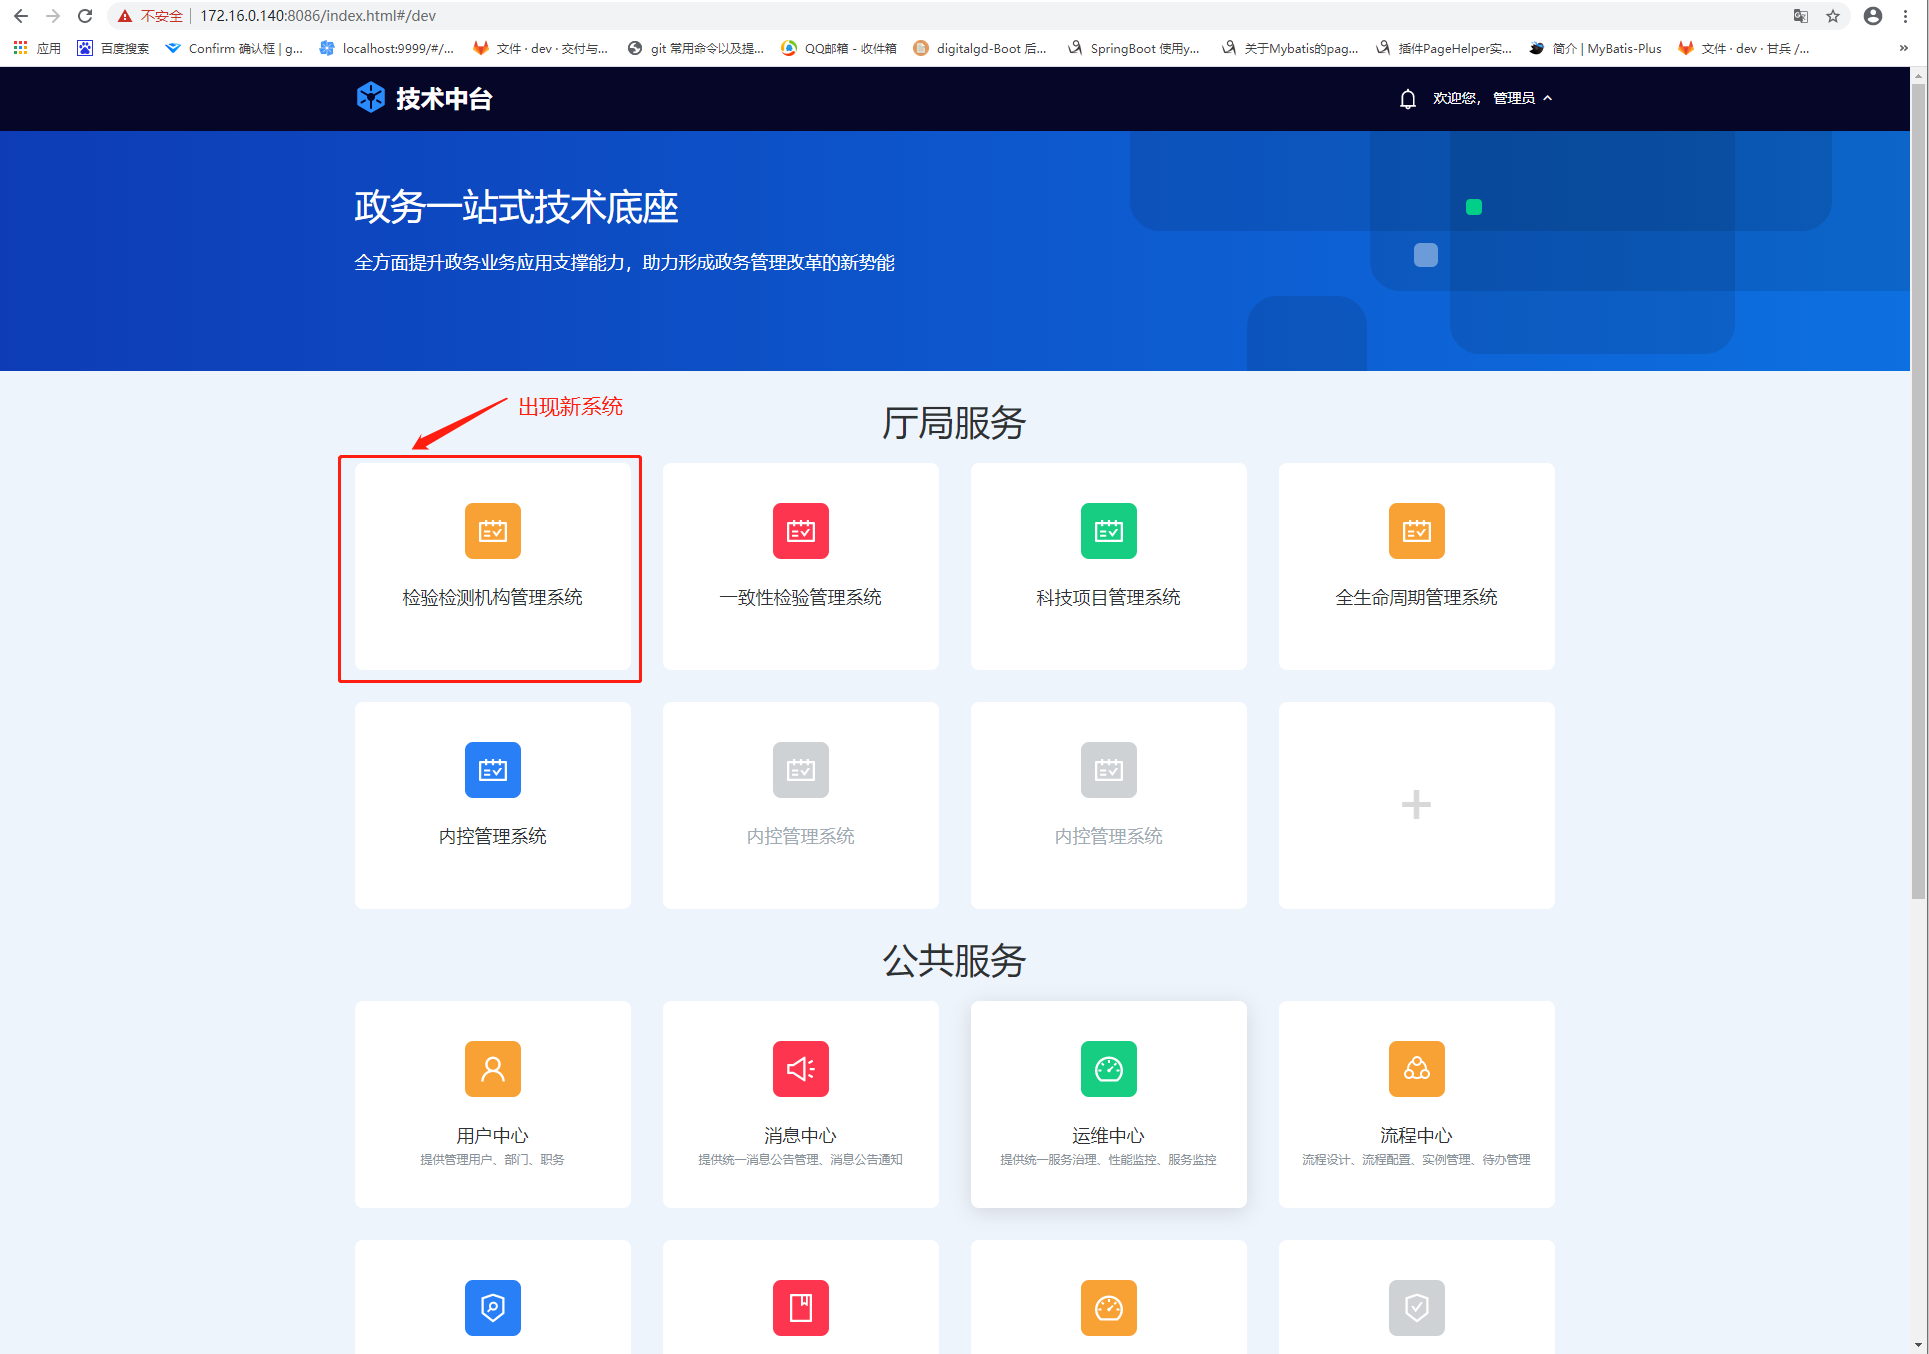 不安全 172.16.0.140:8086/index.html#/dev
应用 百度搜索 Confirm 确认框 | g... localhost:9999/#/... 文件 · dev · 交付与... git 常用命令以及提... QQ邮箱 - 收件箱 digitalgd-Boot 后... SpringBoot 使用y... 关于Mybatis的pag... 插件PageHelper实... 简介 | MyBatis-Plus 文件 · dev · 甘兵 /... »
技术中台
欢迎您, 管理员
政务一站式技术底座
全方面提升政务业务应用支撑能力，助力形成政务管理改革的新势能
出现新系统
厅局服务
检验检测机构管理系统
一致性检验管理系统
科技项目管理系统
全生命周期管理系统
内控管理系统
内控管理系统
内控管理系统
公共服务
用户中心
提供管理用户、部门、职务
消息中心
提供统一消息公告管理、消息公告通知
运维中心
提供统一服务治理、性能监控、服务监控
流程中心
流程设计、流程配置、实例管理、待办管理